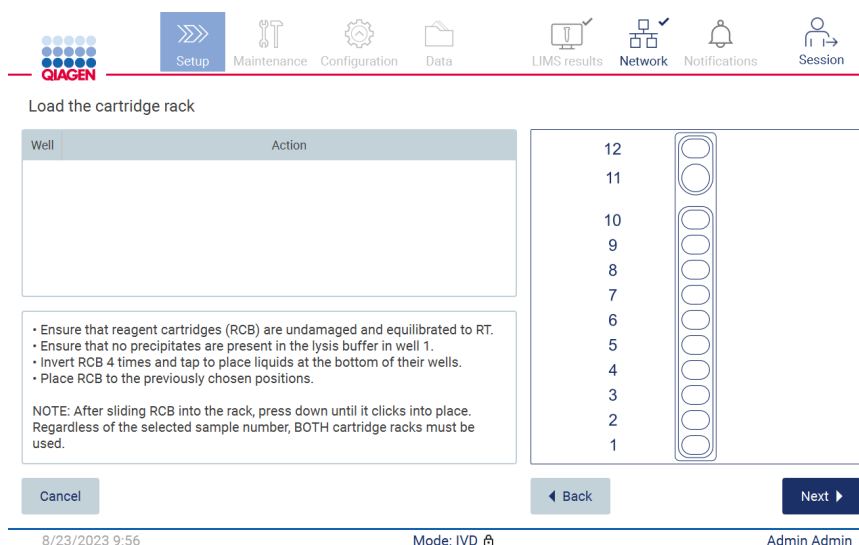 QIAGEN
Setup
Maintenance
Configuration
Data
LIMS results
Network
Notifications
Session
Load the cartridge rack
Well Action
• Ensure that reagent cartridges (RCB) are undamaged and equilibrated to RT.
• Ensure that no precipitates are present in the lysis buffer in well 1.
• Invert RCB 4 times and tap to place liquids at the bottom of their wells.
• Place RCB to the previously chosen positions.
NOTE: After sliding RCB into the rack, press down until it clicks into place.
Regardless of the selected sample number, BOTH cartridge racks must be
used.
12
11
10
9
8
7
6
5
4
3
2
1
Cancel
Back
Next
8/23/2023 9:56
Mode: IVD
Admin Admin